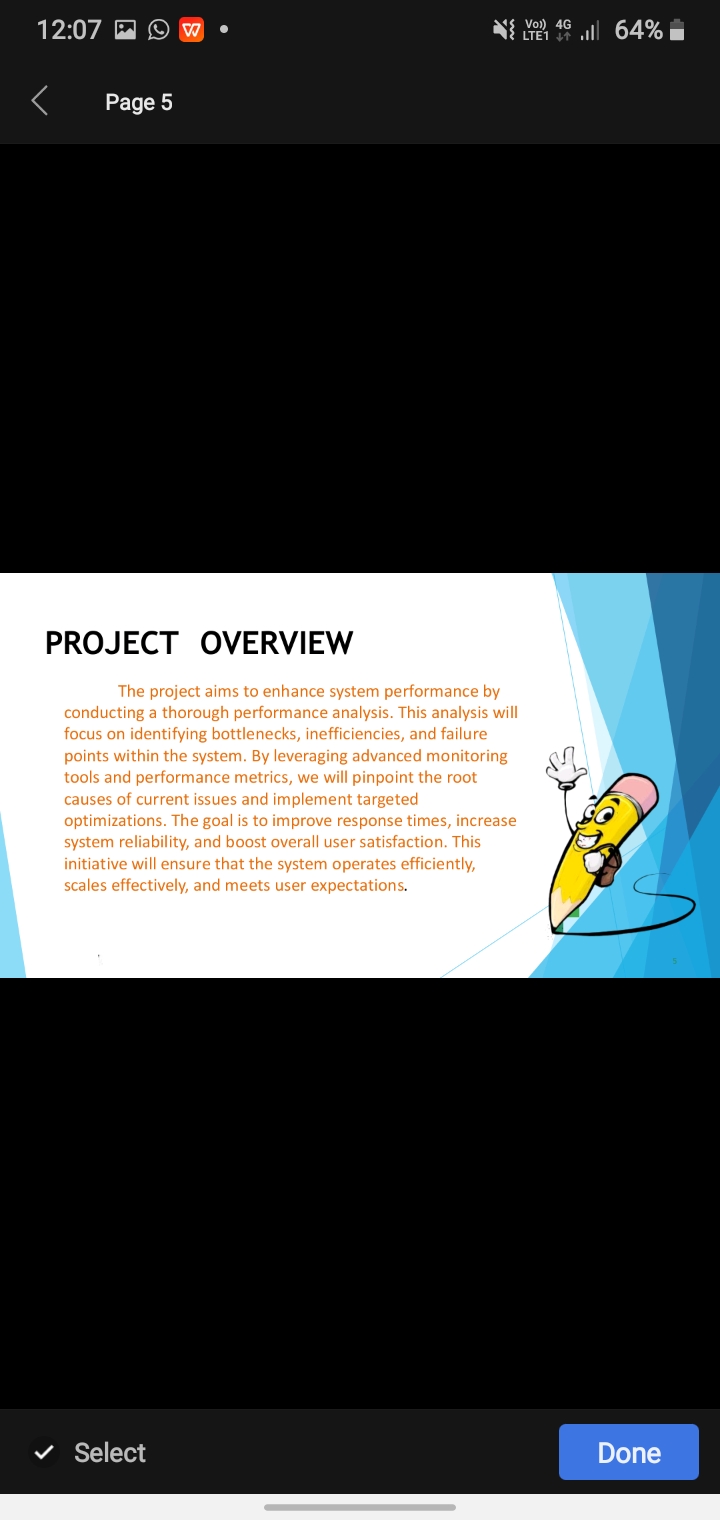 12:07 Vo)) LTE1 4G 64%
Page 5
PROJECT OVERVIEW
The project aims to enhance system performance by
conducting a thorough performance analysis. This analysis will
focus on identifying bottlenecks, inefficiencies, and failure
points within the system. By leveraging advanced monitoring
tools and performance metrics, we will pinpoint the root
causes of current issues and implement targeted
optimizations. The goal is to improve response times, increase
system reliability, and boost overall user satisfaction. This
initiative will ensure that the system operates efficiently,
scales effectively, and meets user expectations.
5
Select
Done